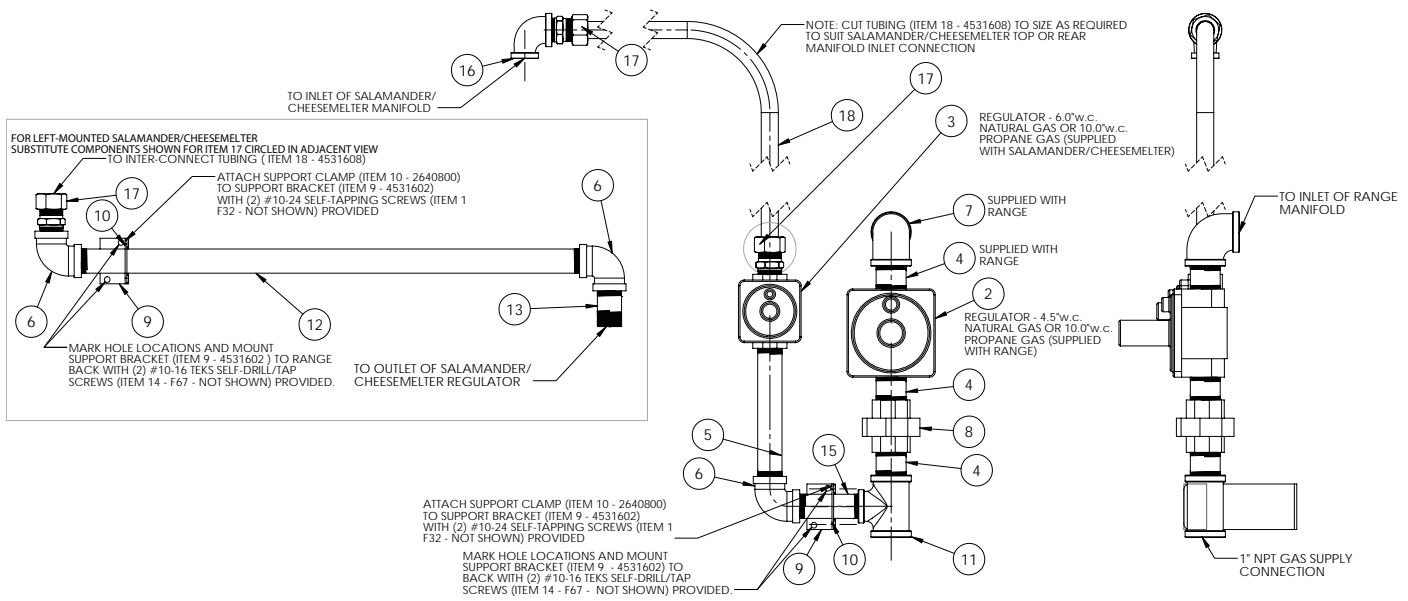 NOTE: CUT TUBING (ITEM 18 - 4531608) TO SIZE AS REQUIRED
TO SUIT SALAMANDER/CHEESEMELTER TOP OR REAR
MANIFOLD INLET CONNECTION
16
17
TO INLET OF SALAMANDER/
CHEESEMELTER MANIFOLD
17
18
3
REGULATOR - 6.0"w.c.
NATURAL GAS OR 10.0"w.c.
PROPANE GAS (SUPPLIED
WITH SALAMANDER/CHEESEMELTER)
FOR LEFT-MOUNTED SALAMANDER/CHEESEMELTER
SUBSTITUTE COMPONENTS SHOWN FOR ITEM 17 CIRCLED IN ADJACENT VIEW
TO INTER-CONNECT TUBING ( ITEM 18 - 4531608)
ATTACH SUPPORT CLAMP (ITEM 10 - 2640800)
TO SUPPORT BRACKET (ITEM 9 - 4531602)
WITH (2) #10-24 SELF-TAPPING SCREWS (ITEM 1
F32 - NOT SHOWN) PROVIDED
17
10
6
6
9
12
13
MARK HOLE LOCATIONS AND MOUNT
SUPPORT BRACKET (ITEM 9 - 4531602 ) TO RANGE
BACK WITH (2) #10-16 TEKS SELF-DRILL/TAP
SCREWS (ITEM 14 - F67 - NOT SHOWN) PROVIDED.
TO OUTLET OF SALAMANDER/
CHEESEMELTER REGULATOR
7
SUPPLIED WITH
RANGE
4
SUPPLIED WITH
RANGE
2
REGULATOR - 4.5"w.c.
NATURAL GAS OR 10.0"w.c.
PROPANE GAS (SUPPLIED
WITH RANGE)
TO INLET OF RANGE
MANIFOLD
4
8
5
15
4
6
ATTACH SUPPORT CLAMP (ITEM 10 - 2640800)
TO SUPPORT BRACKET (ITEM 9 - 4531602)
WITH (2) #10-24 SELF-TAPPING SCREWS (ITEM 1
F32 - NOT SHOWN) PROVIDED
MARK HOLE LOCATIONS AND MOUNT
SUPPORT BRACKET (ITEM 9 - 4531602) TO
BACK WITH (2) #10-16 TEKS SELF-DRILL/TAP
SCREWS (ITEM 14 - F67 - NOT SHOWN) PROVIDED.
9
10
11
1" NPT GAS SUPPLY
CONNECTION